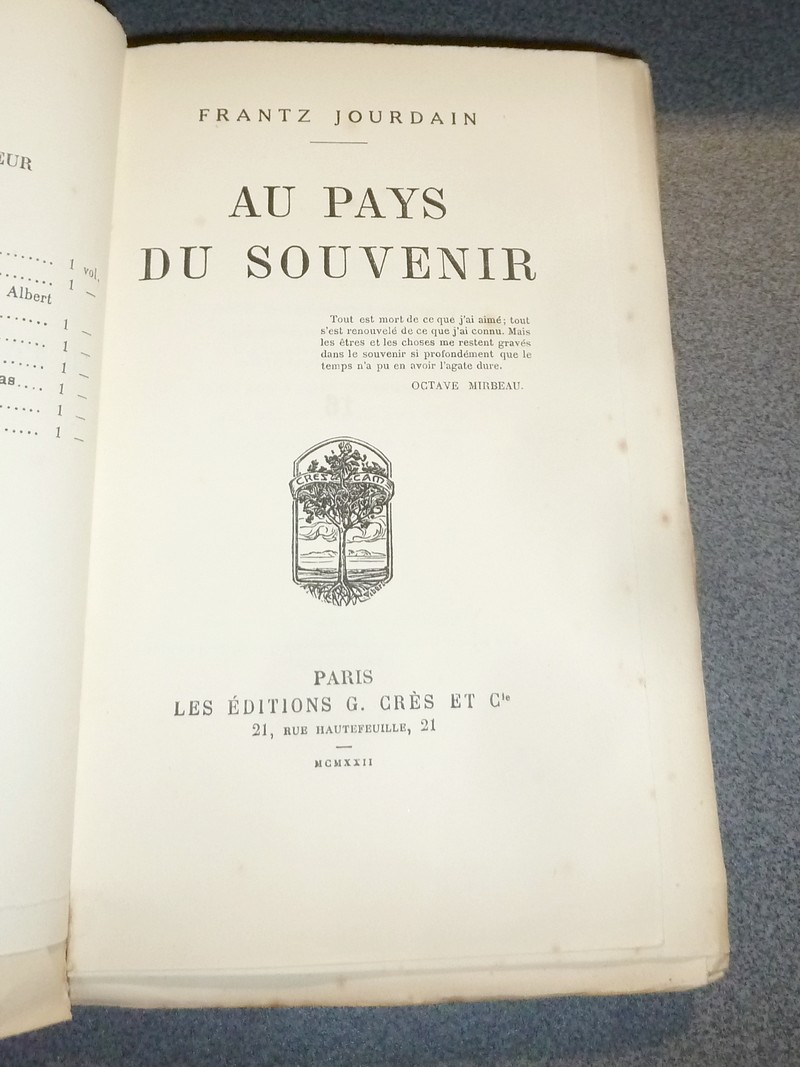 EUR
1 vol.
1 —
Albert
1 —
1 —
1 —
as.... 1 —
1 —
1 —
FRANTZ JOURDAIN
AU PAYS
DU SOUVENIR
Tout est mort de ce que j'ai aimé; tout
s'est renouvelé de ce que j'ai connu. Mais
les êtres et les choses me restent gravés
dans le souvenir si profondément que le
temps n'a pu en avoir l'agate dure.
OCTAVE MIRBEAU.
CRES CAM
PARIS
LES ÉDITIONS G. CRÈS ET Cie
21, RUE HAUTEFEUILLE, 21
MCMXXII